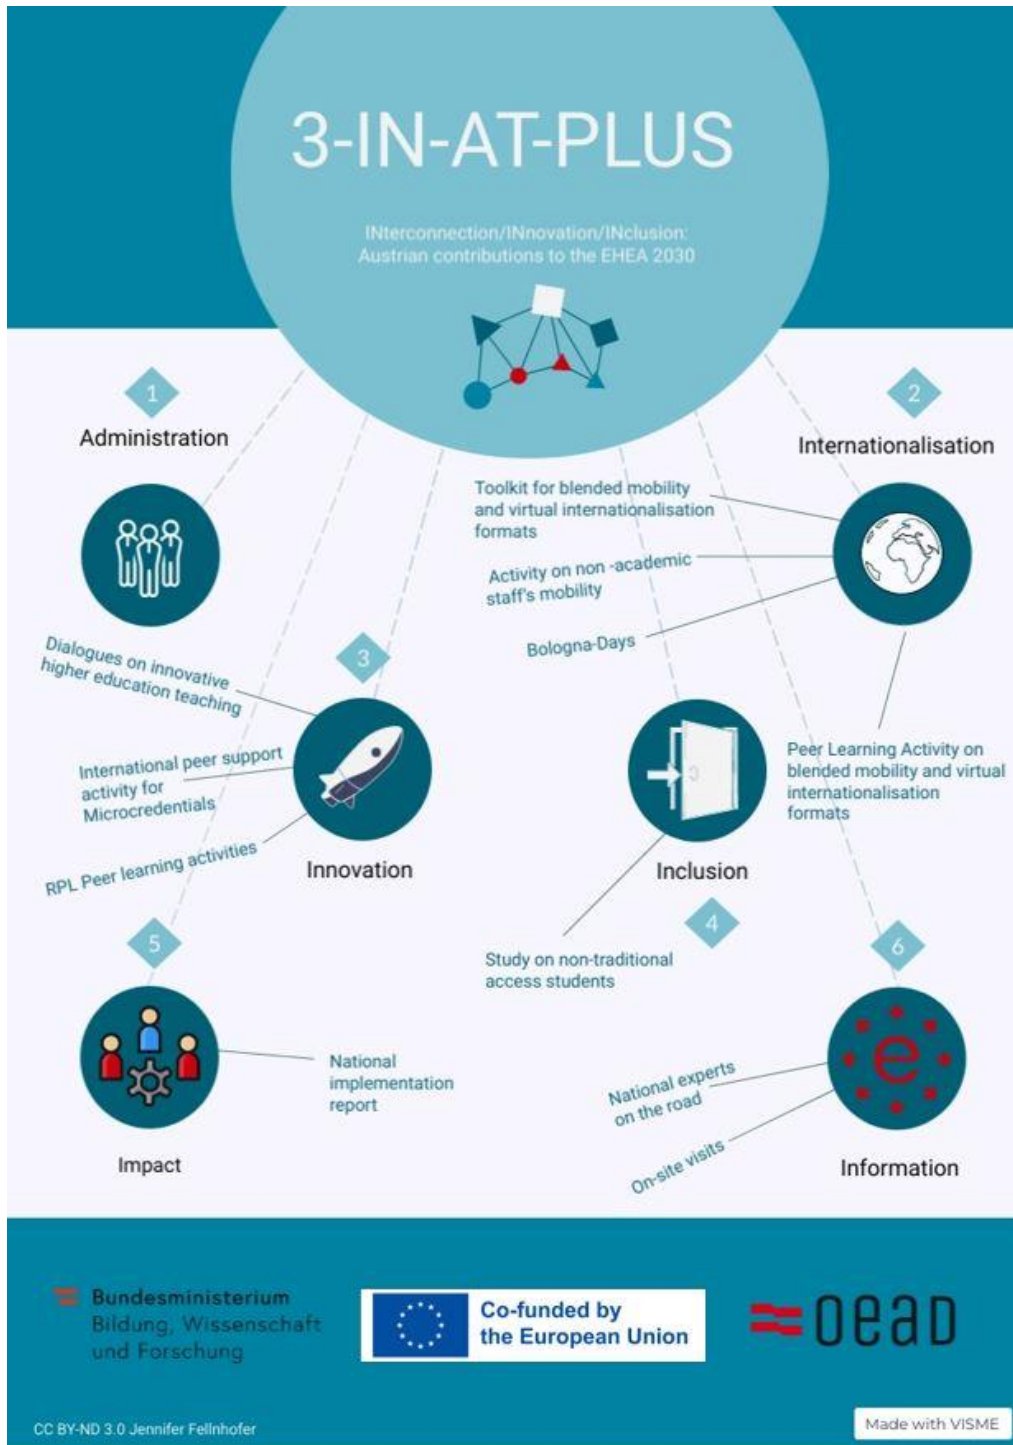 3-IN-AT-PLUS
INterconnection/INnovation/INclusion:
Austrian contributions to the EHEA 2030
1
Administration
2
Internationalisation
Toolkit for blended mobility
and virtual internationalisation
formats
Activity on non -academic
staff's mobility
Bologna-Days
Peer Learning Activity on
blended mobility and virtual
internationalisation
formats
3
Dialogues on innovative
higher education teaching
International peer support
activity for
Microcredentials
RPL Peer learning activities
Innovation
Inclusion
4
Study on non-traditional
access students
5
National
implementation
report
Impact
6
e
National experts
on the road
On-site visits
Information
Bundesministerium
Bildung, Wissenschaft
und Forschung
Co-funded by
the European Union
OeAD
CC BY-ND 3.0 Jennifer Fellnhofer
Made with VISME